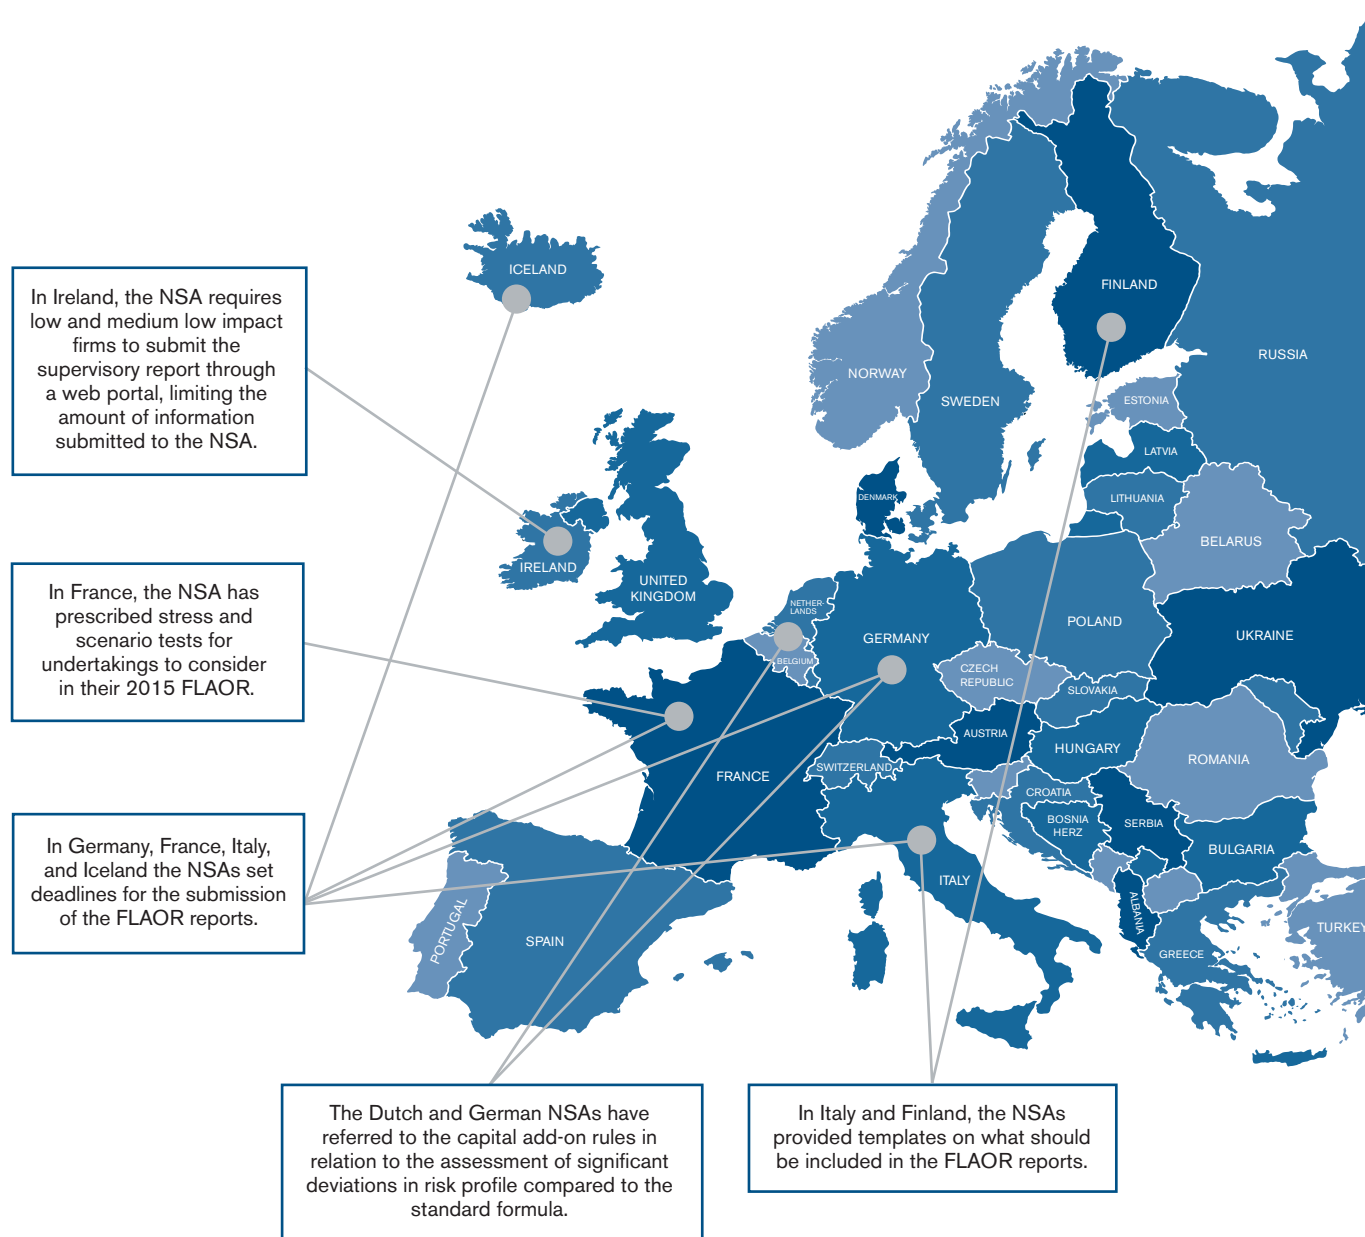 ICELAND
In Ireland, the NSA requires
low and medium low impact
firms to submit the
supervisory report through
a web portal, limiting the
amount of information
submitted to the NSA.
FINLAND
RUSSIA
NORWAY
SWEDEN
ESTONIA
LATVIA
LITHUANIA
DENMARK
BELARUS
IRELAND
UNITED
KINGDOM
In France, the NSA has
prescribed stress and
scenario tests for
undertakings to consider
in their 2015 FLAOR.
NETHER-
LANDS
GERMANY
POLAND
UKRAINE
BELGIUM
CZECH
REPUBLIC
SLOVAKIA
AUSTRIA
HUNGARY
ROMANIA
SWITZERLAND
FRANCE
CROATIA
BOSNIA
HERZ
SERBIA
BULGARIA
In Germany, France, Italy,
and Iceland the NSAs set
deadlines for the submission
of the FLAOR reports.
ITALY
ALBANIA
PORTUGAL
SPAIN
GREECE
TURKEY
The Dutch and German NSAs have
referred to the capital add-on rules in
relation to the assessment of significant
deviations in risk profile compared to the
standard formula.
In Italy and Finland, the NSAs
provided templates on what should
be included in the FLAOR reports.